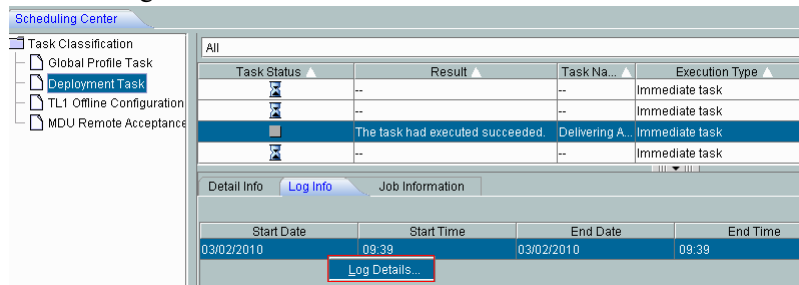 Scheduling Center
Task Classification
Global Profile Task
Deployment Task
TL1 Offline Configuration
MDU Remote Acceptance
All
Task Status Result Task Na... Execution Type
-- -- Immediate task
-- -- Immediate task
The task had executed succeeded. Delivering A... Immediate task
-- -- Immediate task
Detail Info Log Info Job Information
Start Date Start Time End Date End Time
03/02/2010 09:39 03/02/2010 09:39
Log Details...